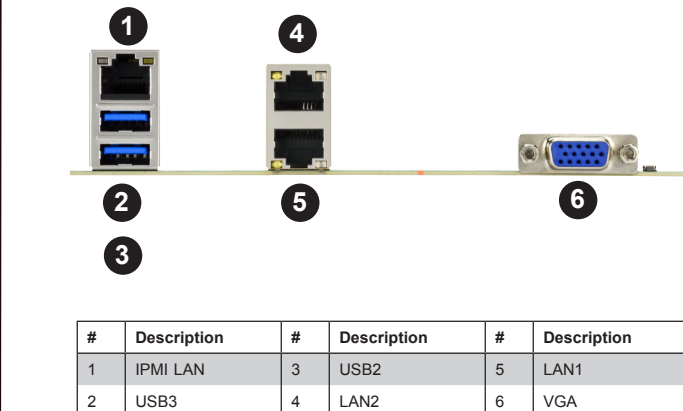 1
4
2
5
6
3
# Description # Description # Description
1 IPMI LAN 3 USB2 5 LAN1
2 USB3 4 LAN2 6 VGA